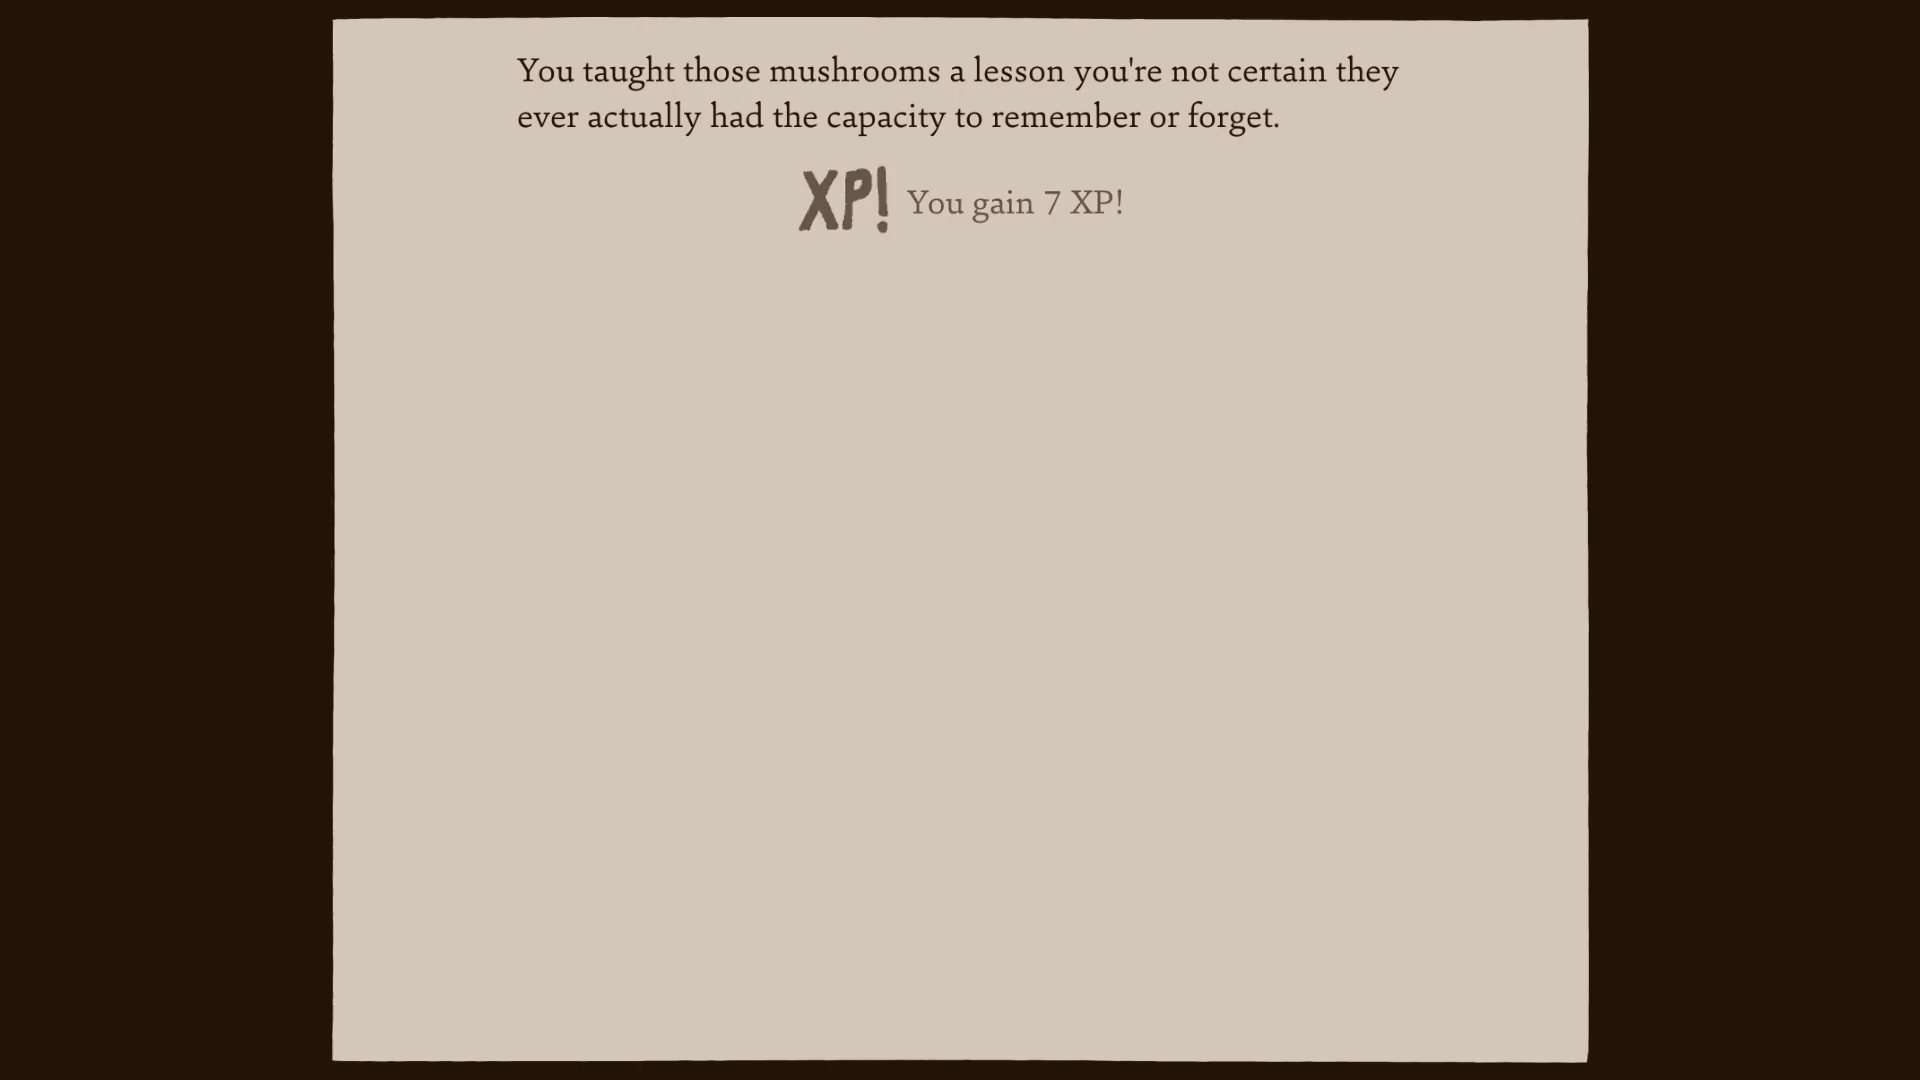 You taught those mushrooms a lesson you're not certain they
ever actually had the capacity to remember or forget.
XP! You gain 7 XP!